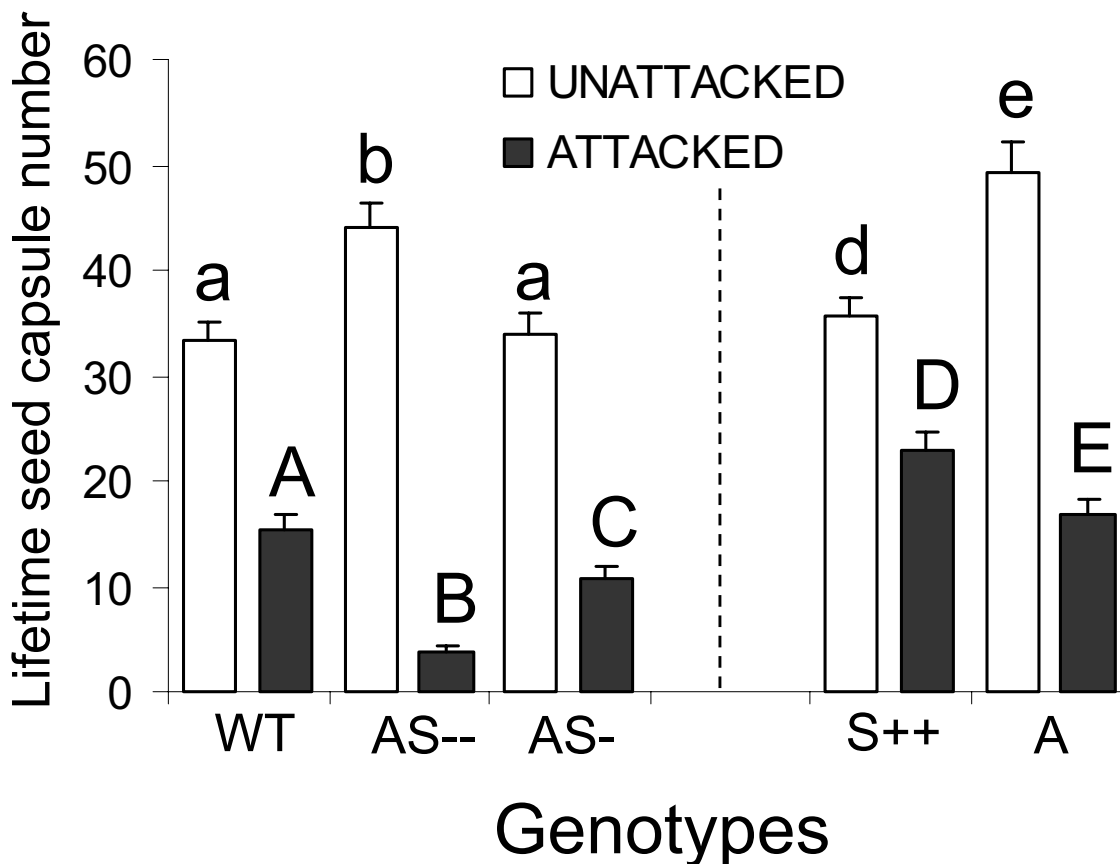 Lifetime seed capsule number
60
50
40
30
20
10
0
UNATTACKED
ATTACKED
a
b
a
d
e
A
B
C
D
E
WT AS-- AS- S++ A
Genotypes